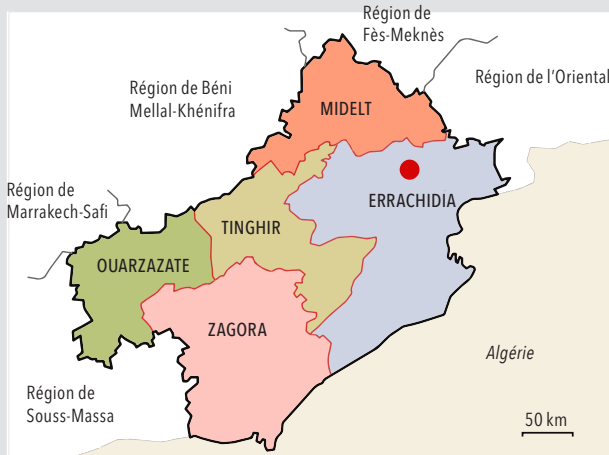 Région de
Fès-Meknès
Région de l'Oriental
Région de Béni
Mellal-Khénifra
MIDELT
Région de
Marrakech-Safi
ERRACHIDIA
TINGHIR
OUARZAZATE
ZAGORA
Algérie
Région de
Souss-Massa
50 km